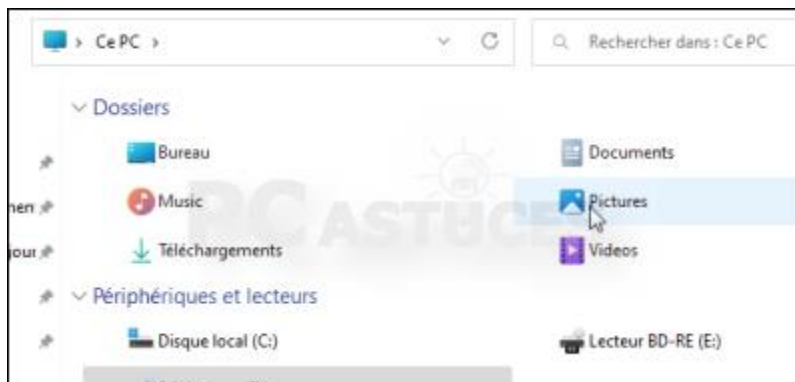 Ce PC
Rechercher dans : Ce PC
Dossiers
Bureau
Documents
Music
Pictures
Téléchargements
Videos
Périphériques et lecteurs
Disque local (C:)
Lecteur BD-RE (E:)
PC ASTUCES